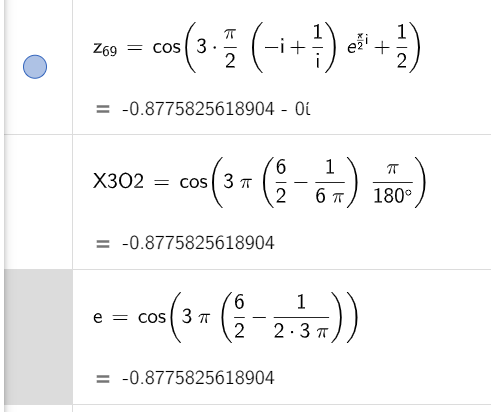 z₆₉ = cos(3 · π/2 (−i + 1/i) e^(π/2 i) + 1/2)
= -0.8775825618904 - 0i
X3O2 = cos(3 π (6/2 − 1/(6 π)) π/180°)
= -0.8775825618904
e = cos(3 π (6/2 − 1/(2 · 3 π)))
= -0.8775825618904